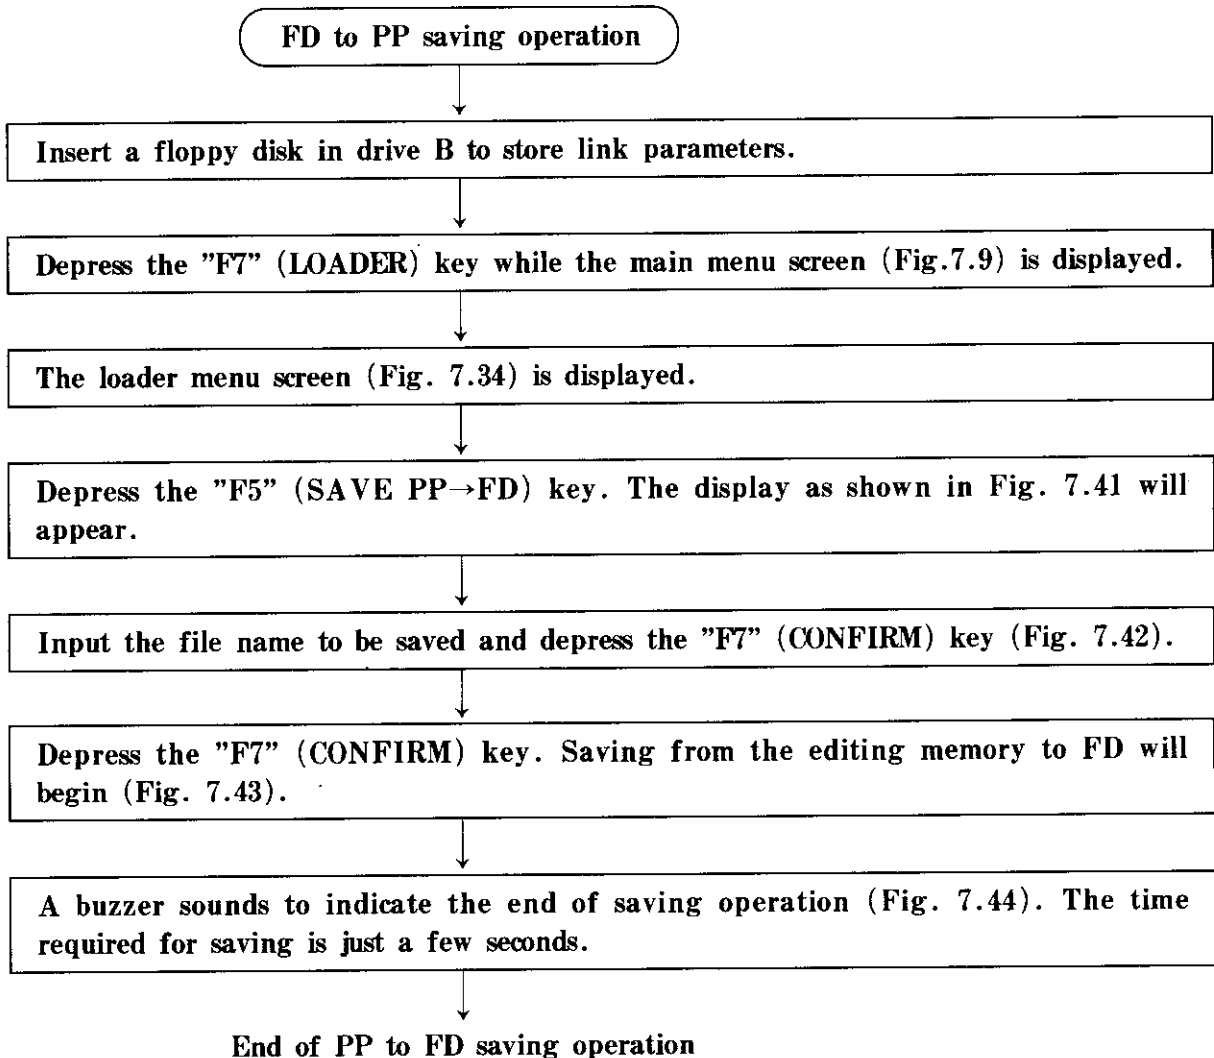 FD to PP saving operation
Insert a floppy disk in drive B to store link parameters.
Depress the "F7" (LOADER) key while the main menu screen (Fig.7.9) is displayed.
The loader menu screen (Fig. 7.34) is displayed.
Depress the "F5" (SAVE PP→FD) key. The display as shown in Fig. 7.41 will
appear.
Input the file name to be saved and depress the "F7" (CONFIRM) key (Fig. 7.42).
Depress the "F7" (CONFIRM) key. Saving from the editing memory to FD will
begin (Fig. 7.43).
A buzzer sounds to indicate the end of saving operation (Fig. 7.44). The time
required for saving is just a few seconds.
End of PP to FD saving operation